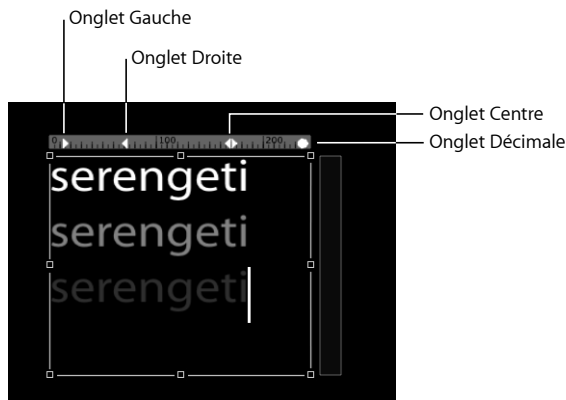 Onglet Gauche
Onglet Droite
Onglet Centre
Onglet Décimale
0 100 200
serengeti
serengeti
serengeti